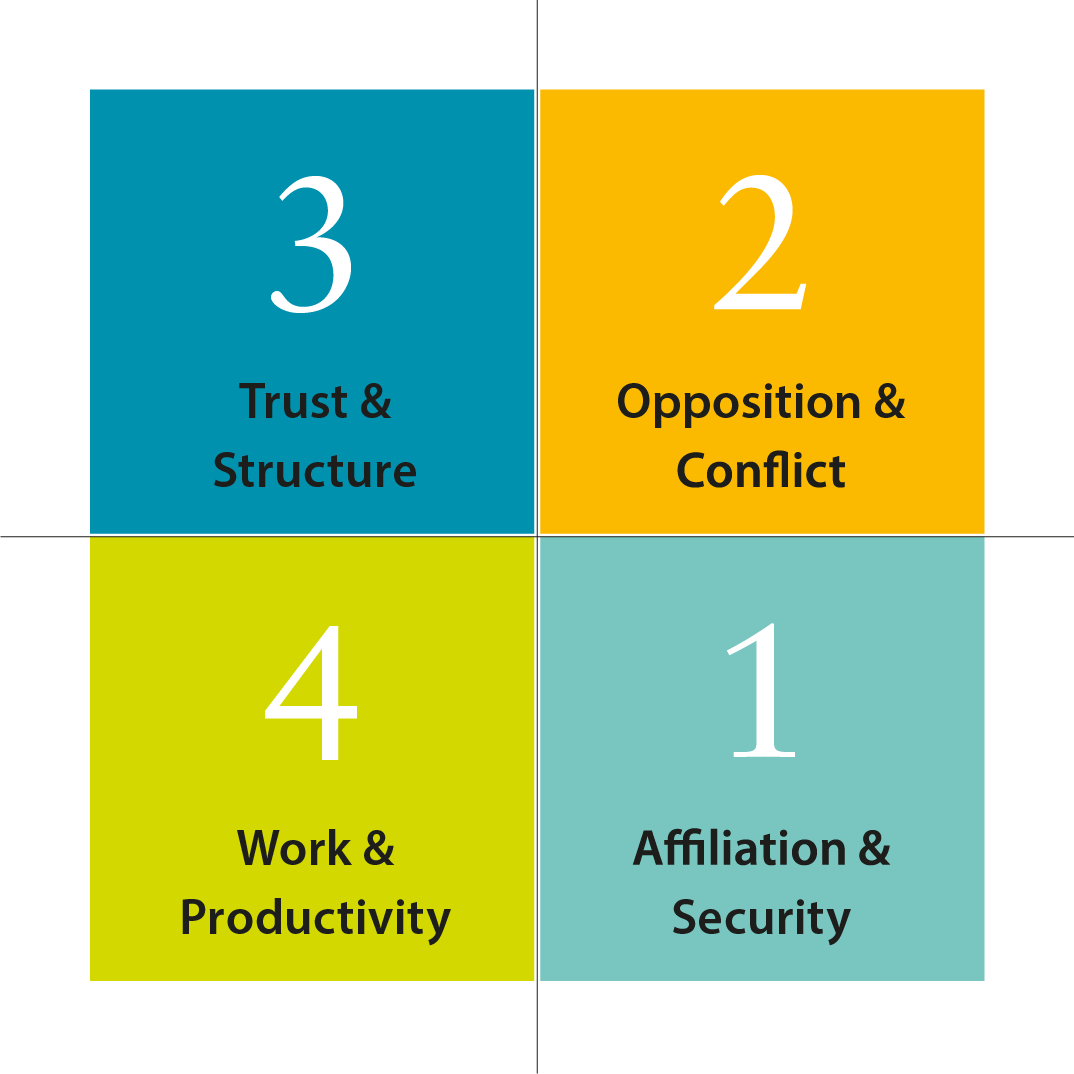 3
Trust &
Structure
2
Opposition &
Conflict
4
Work &
Productivity
1
Affiliation &
Security